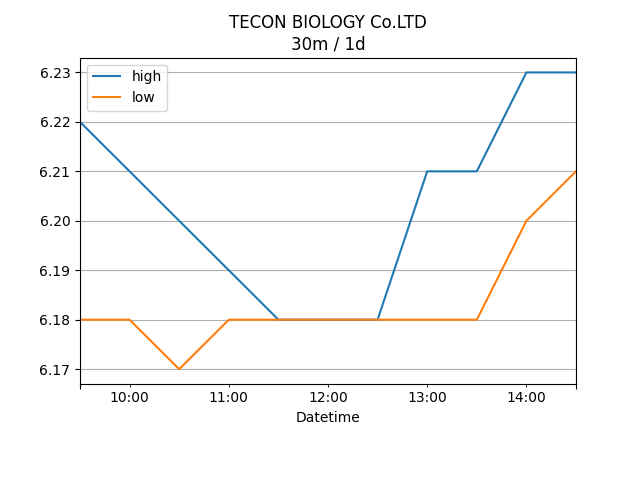 TECON BIOLOGY Co.LTD
30m / 1d
high
low
6.23
6.22
6.21
6.20
6.19
6.18
6.17
10:00 11:00 12:00 13:00 14:00
Datetime